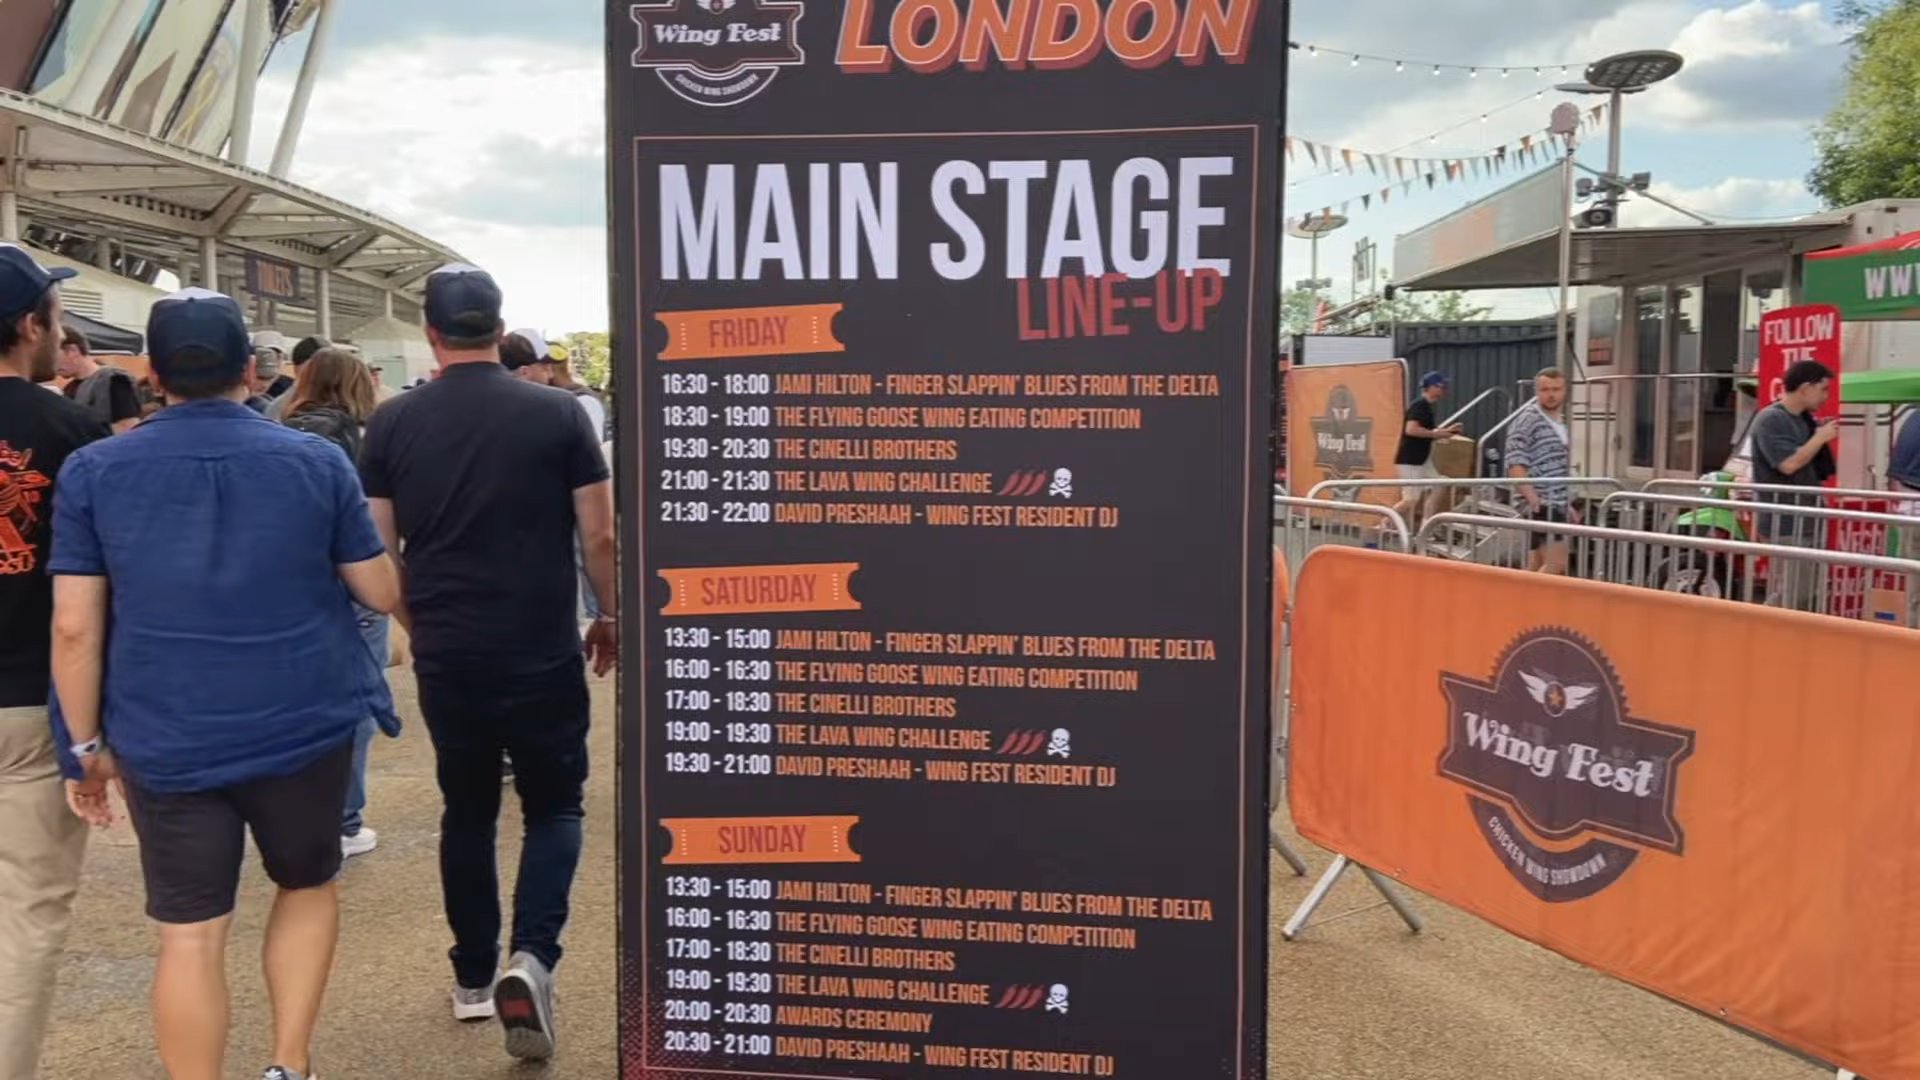 Wing Fest
CHICKEN WING SHOWDOWN
LONDON
MAIN STAGE
LINE-UP
FRIDAY
16:30 - 18:00 JAMI HILTON - FINGER SLAPPIN' BLUES FROM THE DELTA
18:30 - 19:00 THE FLYING GOOSE WING EATING COMPETITION
19:30 - 20:30 THE CINELLI BROTHERS
21:00 - 21:30 THE LAVA WING CHALLENGE
21:30 - 22:00 DAVID PRESHAAH - WING FEST RESIDENT DJ
SATURDAY
13:30 - 15:00 JAMI HILTON - FINGER SLAPPIN' BLUES FROM THE DELTA
16:00 - 16:30 THE FLYING GOOSE WING EATING COMPETITION
17:00 - 18:30 THE CINELLI BROTHERS
19:00 - 19:30 THE LAVA WING CHALLENGE
19:30 - 21:00 DAVID PRESHAAH - WING FEST RESIDENT DJ
SUNDAY
13:30 - 15:00 JAMI HILTON - FINGER SLAPPIN' BLUES FROM THE DELTA
16:00 - 16:30 THE FLYING GOOSE WING EATING COMPETITION
17:00 - 18:30 THE CINELLI BROTHERS
19:00 - 19:30 THE LAVA WING CHALLENGE
20:00 - 20:30 AWARDS CEREMONY
20:30 - 21:00 DAVID PRESHAAH - WING FEST RESIDENT DJ
TOILETS
WWW
FOLLOW
THE
Wing Fest
Wing Fest
CHICKEN WING SHOWDOWN